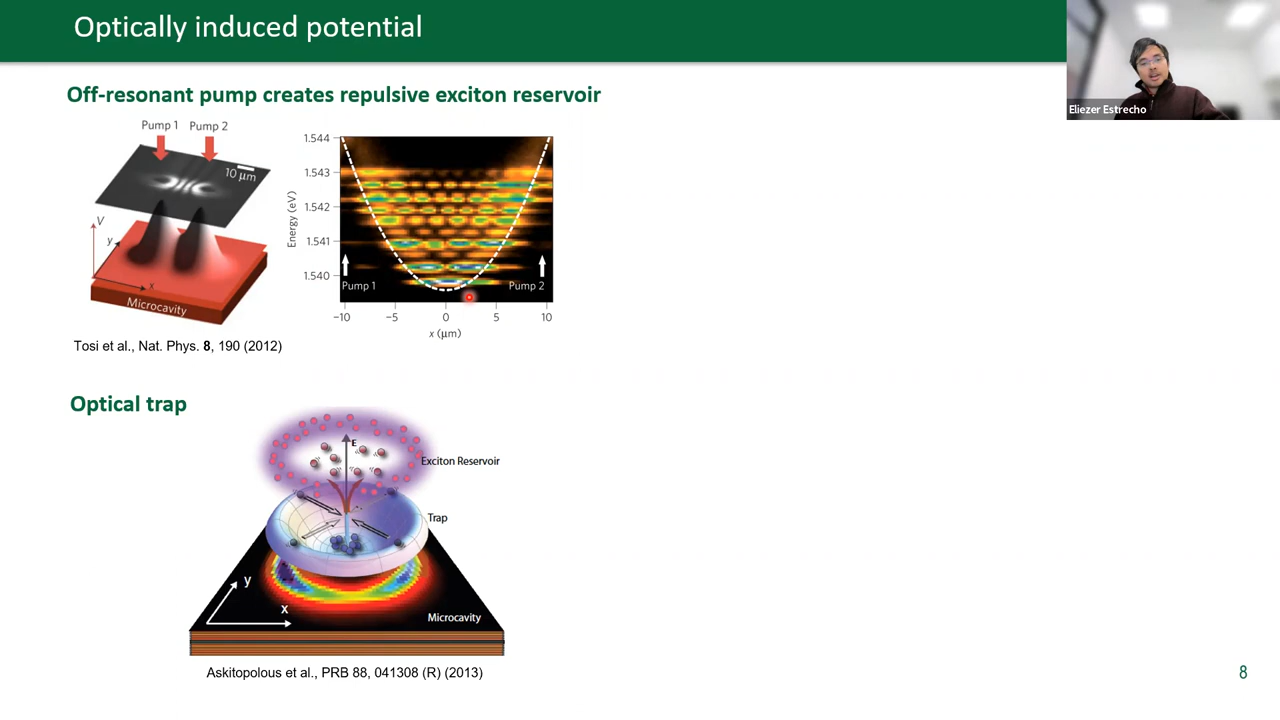 Optically induced potential
Eliezer Estrecho
Off-resonant pump creates repulsive exciton reservoir
Pump 1 Pump 2
10 μm
V
y
x
Microcavity
Energy (eV)
1.544
1.543
1.542
1.541
1.540
Pump 1 Pump 2
−10 −5 0 5 10
x (μm)
Tosi et al., Nat. Phys. 8, 190 (2012)
Optical trap
E
Exciton Reservoir
Trap
y
x
Microcavity
Askitopolous et al., PRB 88, 041308 (R) (2013)
8